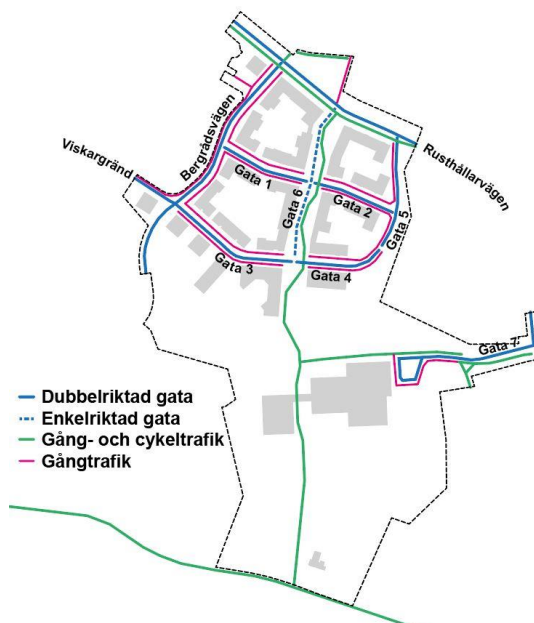 Bergrådsvägen
Viskargränd
Rusthållarvägen
Gata 1
Gata 6
Gata 2
Gata 5
Gata 3
Gata 4
Gata 7
Dubbelriktad gata
Enkelriktad gata
Gång- och cykeltrafik
Gångtrafik